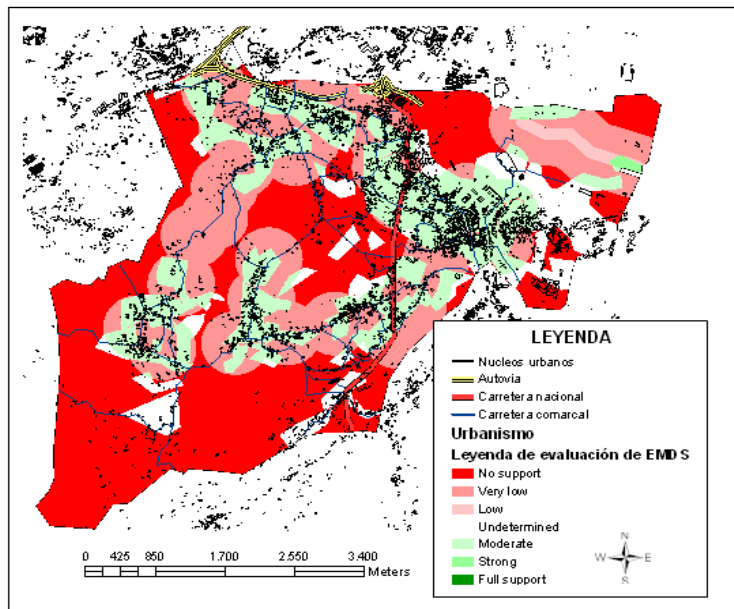 LEYENDA
Nucleos urbanos
Autovia
Carretera nacional
Carretera comarcal
Urbanismo
Leyenda de evaluación de EMDS
No support
Very low
Low
Undetermined
Moderate
Strong
Full support
N
W E
S
0 425 850 1.700 2.550 3.400
Meters